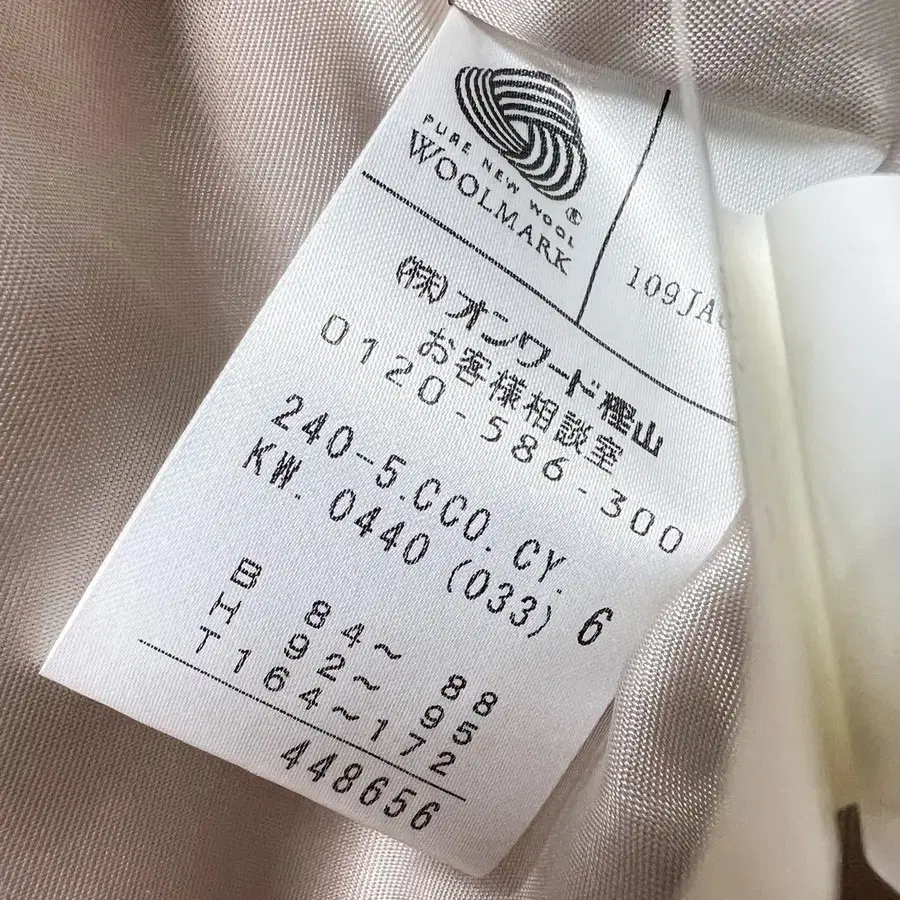 PURE NEW WOOL
®
WOOLMARK
109JA
(株)オンワード樫山
お客様相談室
0120-586-300
240-5.CCO.CY.
KW. 0440 (033) 6
B 84~ 88
H 92~ 95
T164~172
448656